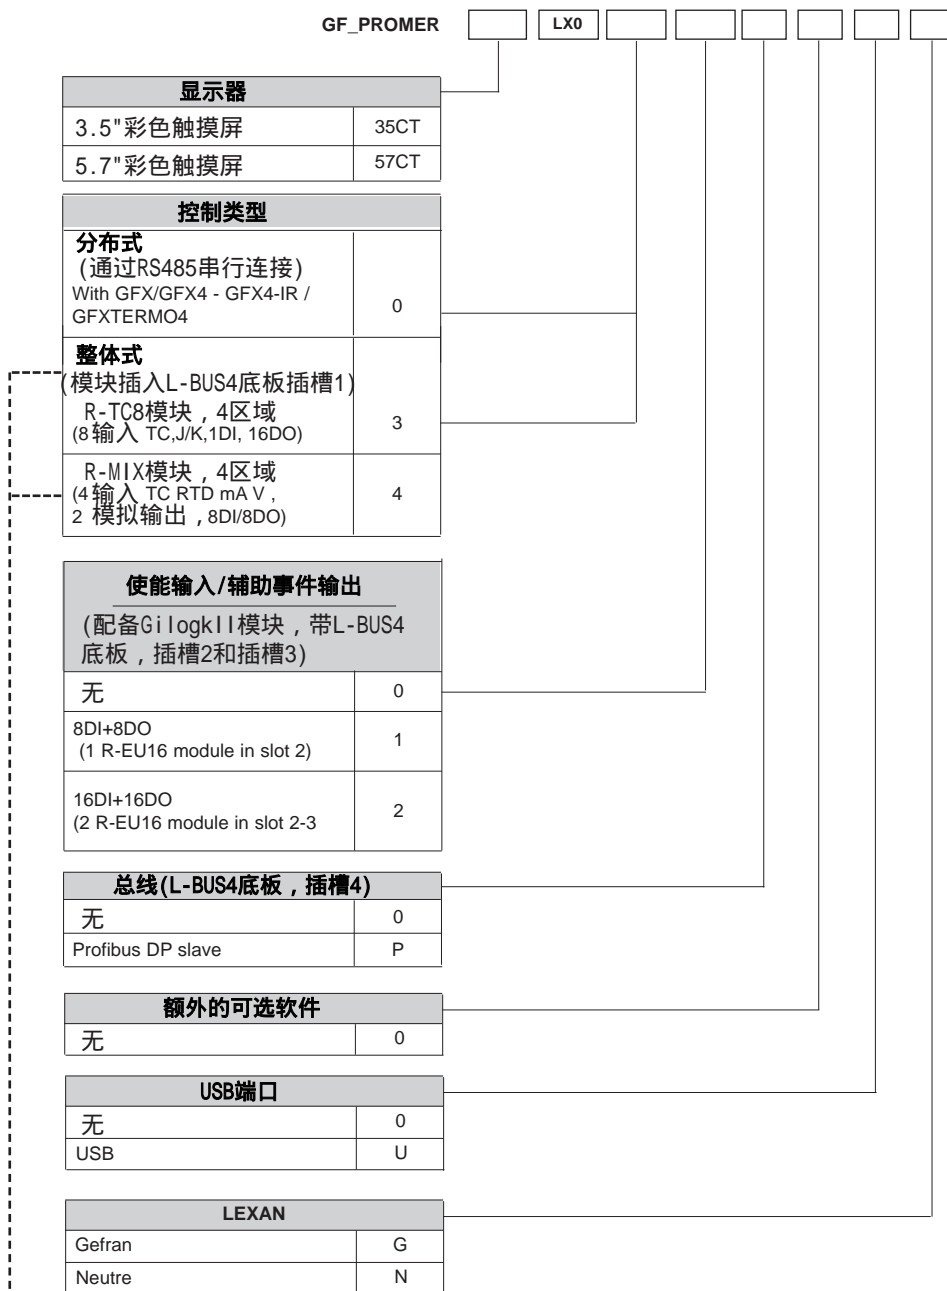 GF_PROMER LX0
显示器
3.5"彩色触摸屏 35CT
5.7"彩色触摸屏 57CT
控制类型
分布式
(通过RS485串行连接)
With GFX/GFX4 - GFX4-IR /
GFXTERMO4
0
整体式
(模块插入L-BUS4底板插槽1)
R-TC8模块，4区域
(8输入 TC,J/K,1DI, 16DO)
3
R-MIX模块，4区域
(4输入 TC RTD mA V ,
2 模拟输出，8DI/8DO)
4
使能输入/辅助事件输出
(配备GilogkII模块，带L-BUS4
底板，插槽2和插槽3)
无 0
8DI+8DO
(1 R-EU16 module in slot 2)
1
16DI+16DO
(2 R-EU16 module in slot 2-3
2
总线(L-BUS4底板，插槽4)
无 0
Profibus DP slave P
额外的可选软件
无 0
USB端口
无 0
USB U
LEXAN
Gefran G
Neutre N